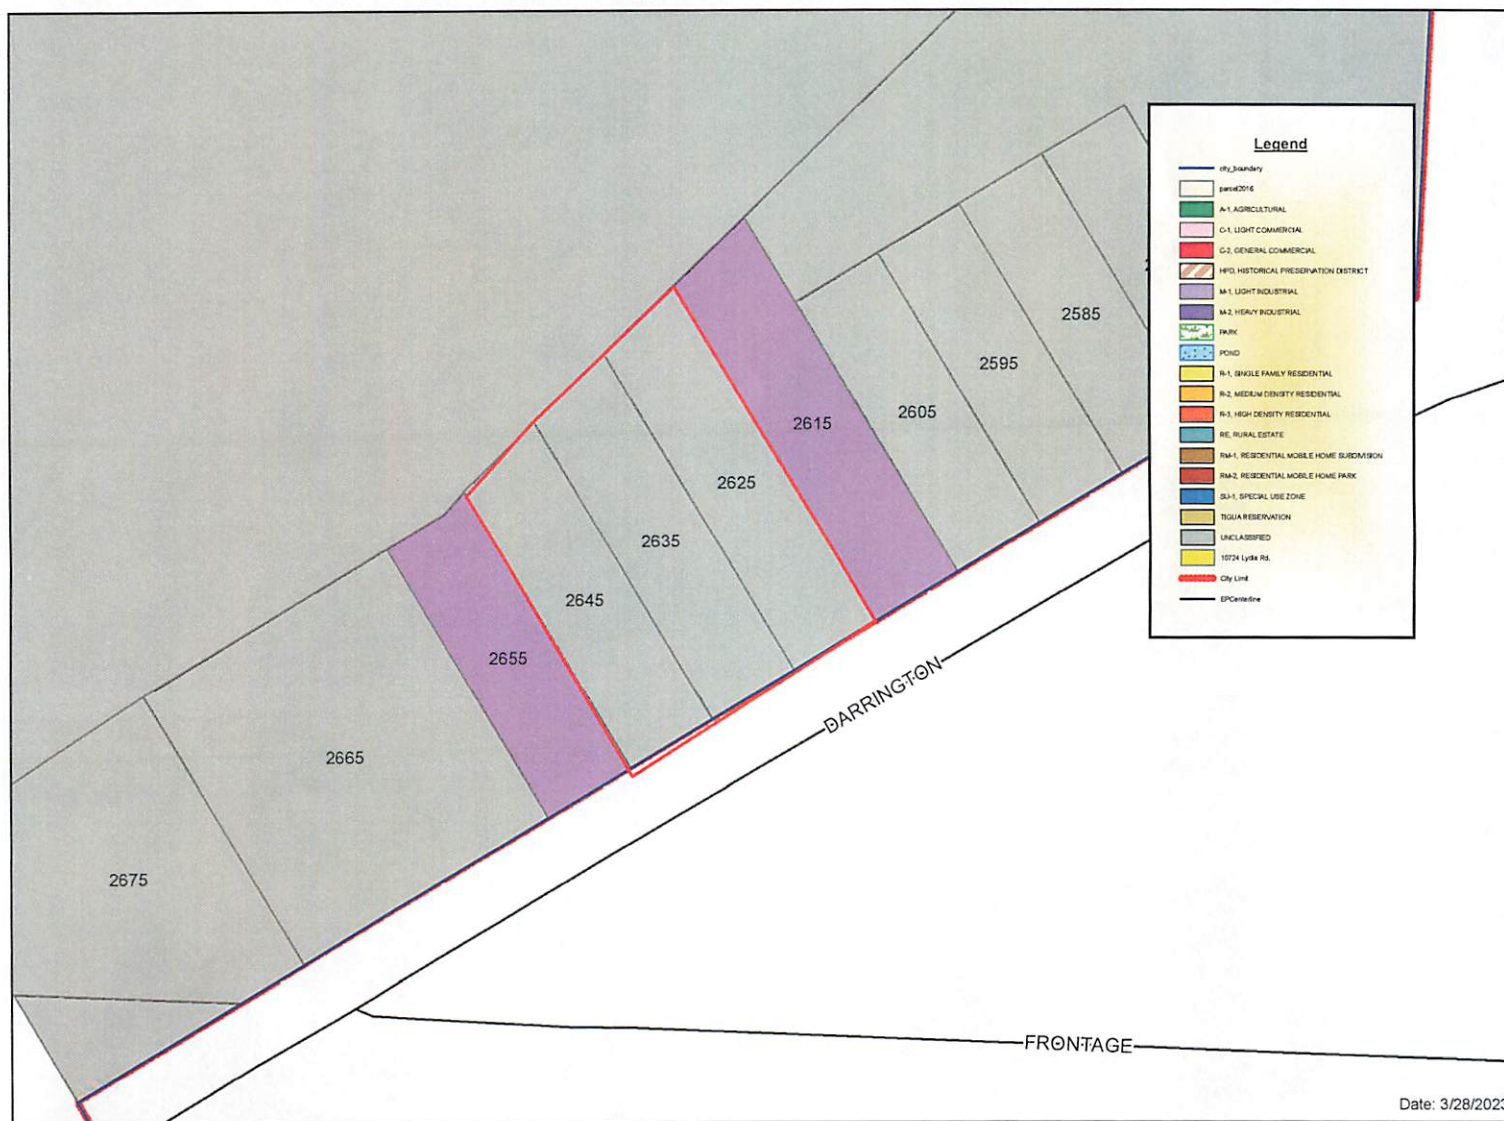 Legend
city_boundary
parcel2016
A-1, AGRICULTURAL
C-1, LIGHT COMMERCIAL
C-2, GENERAL COMMERCIAL
HPD, HISTORICAL PRESERVATION DISTRICT
M-1, LIGHT INDUSTRIAL
M-2, HEAVY INDUSTRIAL
PARK
POND
R-1, SINGLE FAMILY RESIDENTIAL
R-2, MEDIUM DENSITY RESIDENTIAL
R-3, HIGH DENSITY RESIDENTIAL
RE, RURAL ESTATE
RM-1, RESIDENTIAL MOBILE HOME SUBDIVISION
RM-2, RESIDENTIAL MOBILE HOME PARK
SU-1, SPECIAL USE ZONE
TIGUA RESERVATION
UNCLASSIFIED
10724 Lydia Rd.
City Limit
EPCenterline
2585
2595
2605
2615
2625
2635
2645
2655
2665
2675
DARRINGTON
FRONTAGE
Date: 3/28/2023